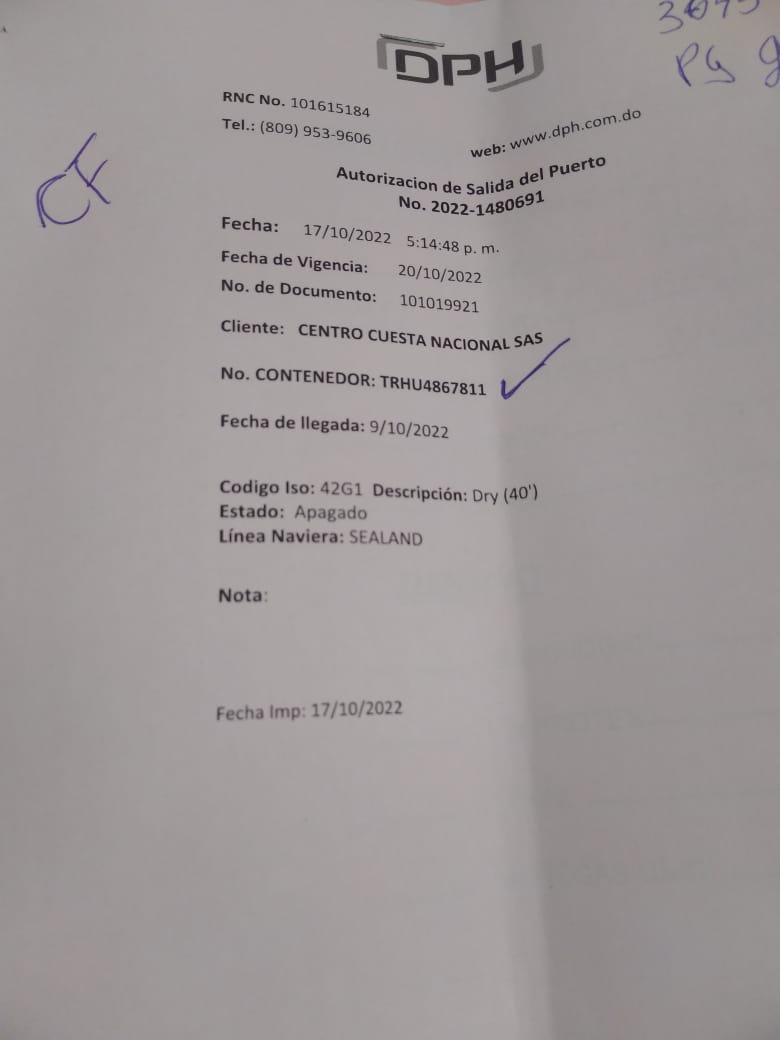 DPH
RNC No. 101615184
Tel.: (809) 953-9606
web: www.dph.com.do
Autorizacion de Salida del Puerto
No. 2022-1480691
Fecha: 17/10/2022 5:14:48 p. m.
Fecha de Vigencia: 20/10/2022
No. de Documento: 101019921
Cliente: CENTRO CUESTA NACIONAL SAS
No. CONTENEDOR: TRHU4867811
Fecha de llegada: 9/10/2022
Codigo Iso: 42G1 Descripción: Dry (40')
Estado: Apagado
Línea Naviera: SEALAND
Nota:
Fecha Imp: 17/10/2022
CF